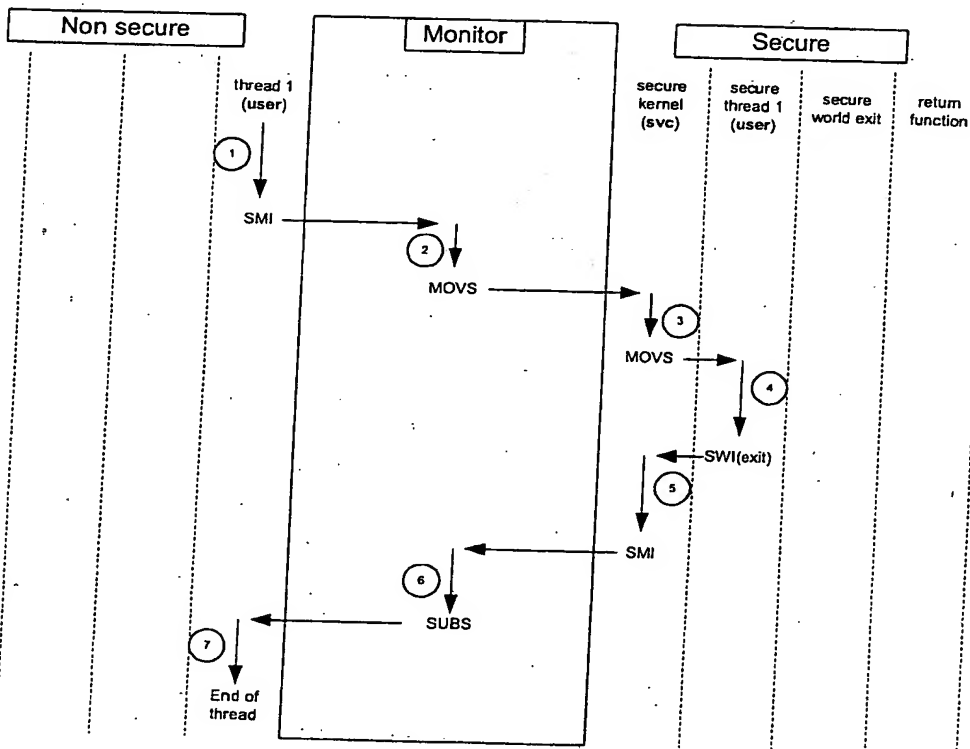 Non secure
Monitor
Secure
thread 1
(user)
secure
kernel
(svc)
secure
thread 1
(user)
secure
world exit
return
function
1
SMI
2
MOVS
3
MOVS
4
SWI(exit)
5
SMI
6
SUBS
7
End of
thread